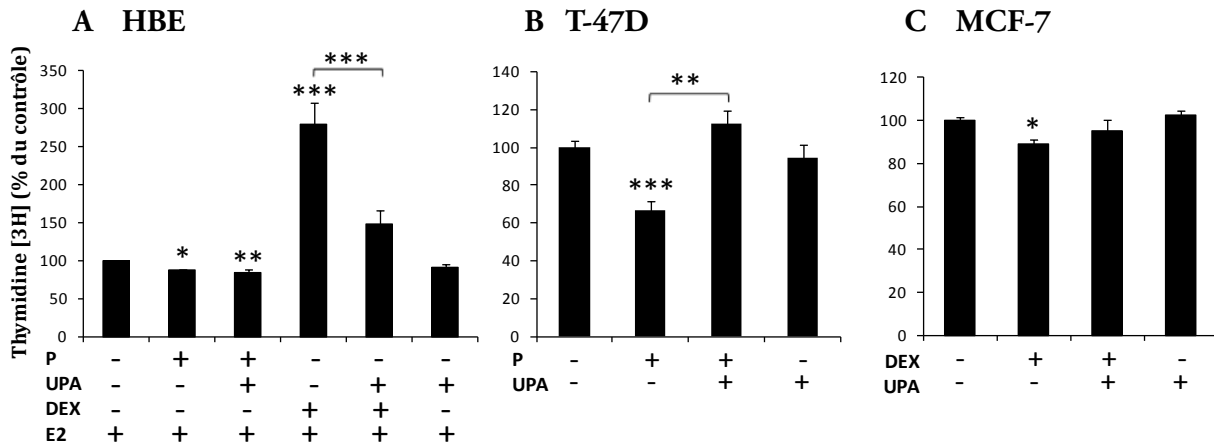 A HBE
B T-47D
C MCF-7
Thymidine [3H] (% du contrôle)
350
300
250
200
150
100
50
0
*
**
***
***
P - + + - - -
UPA - - + - + +
DEX - - - + + -
E2 + + + + + +
140
120
100
80
60
40
20
0
***
**
P - + + -
UPA - - + +
120
100
80
60
40
20
0
*
DEX - + + -
UPA - - + +